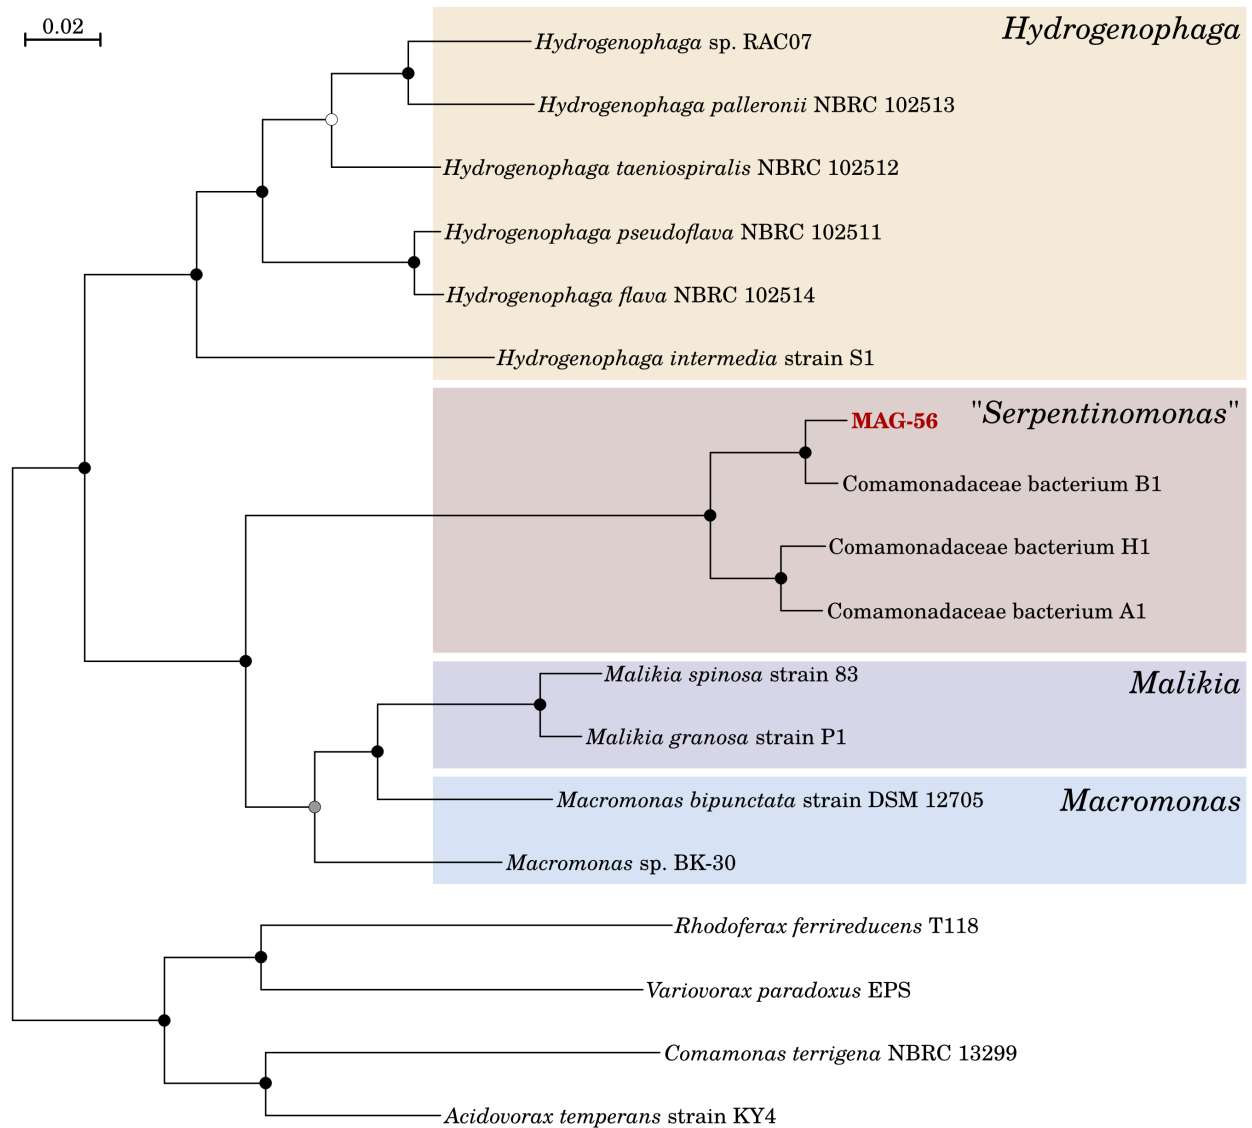 0.02
Hydrogenophaga
Hydrogenophaga sp. RAC07
Hydrogenophaga palleronii NBRC 102513
Hydrogenophaga taeniospiralis NBRC 102512
Hydrogenophaga pseudoflava NBRC 102511
Hydrogenophaga flava NBRC 102514
Hydrogenophaga intermedia strain S1
"Serpentinomonas"
MAG-56
Comamonadaceae bacterium B1
Comamonadaceae bacterium H1
Comamonadaceae bacterium A1
Malikia spinosa strain 83
Malikia
Malikia granosa strain P1
Macromonas bipunctata strain DSM 12705
Macromonas
Macromonas sp. BK-30
Rhodoferax ferrireducens T118
Variovorax paradoxus EPS
Comamonas terrigena NBRC 13299
Acidovorax temperans strain KY4